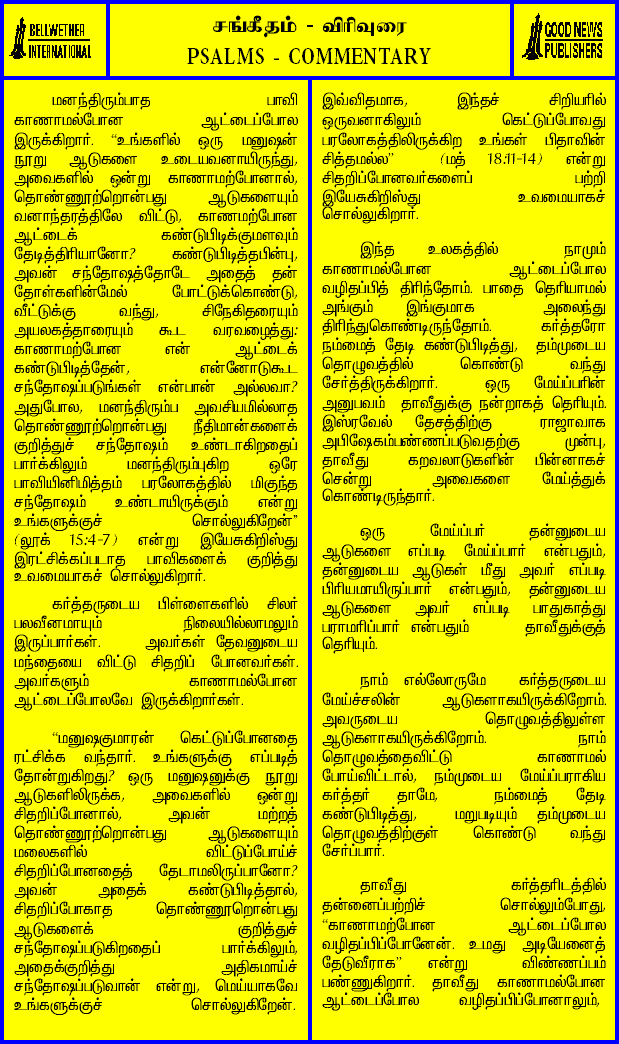 BELLWETHER
INTERNATIONAL
சங்கீதம் - விரிவுரை
PSALMS - COMMENTARY
GOOD NEWS
PUBLISHERS
மனந்திரும்பாத பாவி
காணாமல்போன ஆட்டைப்போல
இருக்கிறார். “உங்களில் ஒரு மனுஷன்
நூறு ஆடுகளை உடையவனாயிருந்து,
அவைகளில் ஒன்று காணாமற்போனால்,
தொண்ணூற்றொன்பது ஆடுகளையும்
வனாந்தரத்திலே விட்டு, காணமற்போன
ஆட்டைக் கண்டுபிடிக்குமளவும்
தேடித்திரியானோ? கண்டுபிடித்தபின்பு,
அவன் சந்தோஷத்தோடே அதைத் தன்
தோள்களின்மேல் போட்டுக்கொண்டு,
வீட்டுக்கு வந்து, சிநேகிதரையும்
அயலகத்தாரையும் கூட வரவழைத்து:
காணாமற்போன என் ஆட்டைக்
கண்டுபிடித்தேன், என்னோடுகூட
சந்தோஷப்படுங்கள் என்பான் அல்லவா?
அதுபோல, மனந்திரும்ப அவசியமில்லாத
தொண்ணூற்றொன்பது நீதிமான்களைக்
குறித்துச் சந்தோஷம் உண்டாகிறதைப்
பார்க்கிலும் மனந்திரும்புகிற ஒரே
பாவியினிமித்தம் பரலோகத்தில் மிகுந்த
சந்தோஷம் உண்டாயிருக்கும் என்று
உங்களுக்குச் சொல்லுகிறேன்”
(லூக் 15:4-7) என்று இயேசுகிறிஸ்து
இரட்சிக்கப்படாத பாவிகளைக் குறித்து
உவமையாகச் சொல்லுகிறார்.
கர்த்தருடைய பிள்ளைகளில் சிலர்
பலவீனமாயும் நிலையில்லாமலும்
இருப்பார்கள். அவர்கள் தேவனுடைய
மந்தையை விட்டு சிதறிப் போனவர்கள்.
அவர்களும் காணாமல்போன
ஆட்டைப்போலவே இருக்கிறார்கள்.
“மனுஷகுமாரன் கெட்டுப்போனதை
ரட்சிக்க வந்தார். உங்களுக்கு எப்படித்
தோன்றுகிறது? ஒரு மனுஷனுக்கு நூறு
ஆடுகளிலிருக்க, அவைகளில் ஒன்று
சிதறிப்போனால், அவன் மற்றத்
தொண்ணூற்றொன்பது ஆடுகளையும்
மலைகளில் விட்டுப்போய்ச்
சிதறிப்போனதைத் தேடாமலிருப்பானோ?
அவன் அதைக் கண்டுபிடித்தால்,
சிதறிப்போகாத தொண்ணூறொன்பது
ஆடுகளைக் குறித்துச்
சந்தோஷப்படுகிறதைப் பார்க்கிலும்,
அதைக்குறித்து அதிகமாய்ச்
சந்தோஷப்படுவான் என்று, மெய்யாகவே
உங்களுக்குச் சொல்லுகிறேன்.
இவ்விதமாக, இந்தச் சிறியரில்
ஒருவனாகிலும் கெட்டுப்போவது
பரலோகத்திலிருக்கிற உங்கள் பிதாவின்
சித்தமல்ல” (மத் 18:11-14) என்று
சிதறிப்போனவர்களைப் பற்றி
இயேசுகிறிஸ்து உவமையாகச்
சொல்லுகிறார்.
இந்த உலகத்தில் நாமும்
காணாமல்போன ஆட்டைப்போல
வழிதப்பித் திரிந்தோம். பாதை தெரியாமல்
அங்கும் இங்குமாக அலைந்து
திரிந்துகொண்டிருந்தோம். கர்த்தரோ
நம்மைத் தேடி கண்டுபிடித்து, தம்முடைய
தொழுவத்தில் கொண்டு வந்து
சேர்த்திருக்கிறார். ஒரு மேய்ப்பரின்
அனுபவம் தாவீதுக்கு நன்றாகத் தெரியும்.
இஸ்ரவேல் தேசத்திற்கு ராஜாவாக
அபிஷேகம்பண்ணப்படுவதற்கு முன்பு,
தாவீது கறவலாடுகளின் பின்னாகச்
சென்று அவைகளை மேய்த்துக்
கொண்டிருந்தார்.
ஒரு மேய்ப்பர் தன்னுடைய
ஆடுகளை எப்படி மேய்ப்பார் என்பதும்,
தன்னுடைய ஆடுகள் மீது அவர் எப்படி
பிரியமாயிருப்பார் என்பதும், தன்னுடைய
ஆடுகளை அவர் எப்படி பாதுகாத்து
பராமரிப்பார் என்பதும் தாவீதுக்குத்
தெரியும்.
நாம் எல்லோருமே கர்த்தருடைய
மேய்ச்சலின் ஆடுகளாகயிருக்கிறோம்.
அவருடைய தொழுவத்திலுள்ள
ஆடுகளாகயிருக்கிறோம். நாம்
தொழுவத்தைவிட்டு காணாமல்
போய்விட்டால், நம்முடைய மேய்ப்பராகிய
கர்த்தர் தாமே, நம்மைத் தேடி
கண்டுபிடித்து, மறுபடியும் தம்முடைய
தொழுவத்திற்குள் கொண்டு வந்து
சேர்ப்பார்.
தாவீது கர்த்தரிடத்தில்
தன்னைப்பற்றிச் சொல்லும்போது,
“காணாமற்போன ஆட்டைப்போல
வழிதப்பிப்போனேன். உமது அடியேனைத்
தேடுவீராக” என்று விண்ணப்பம்
பண்ணுகிறார். தாவீது காணாமல்போன
ஆட்டைப்போல வழிதப்பிப்போனாலும்,